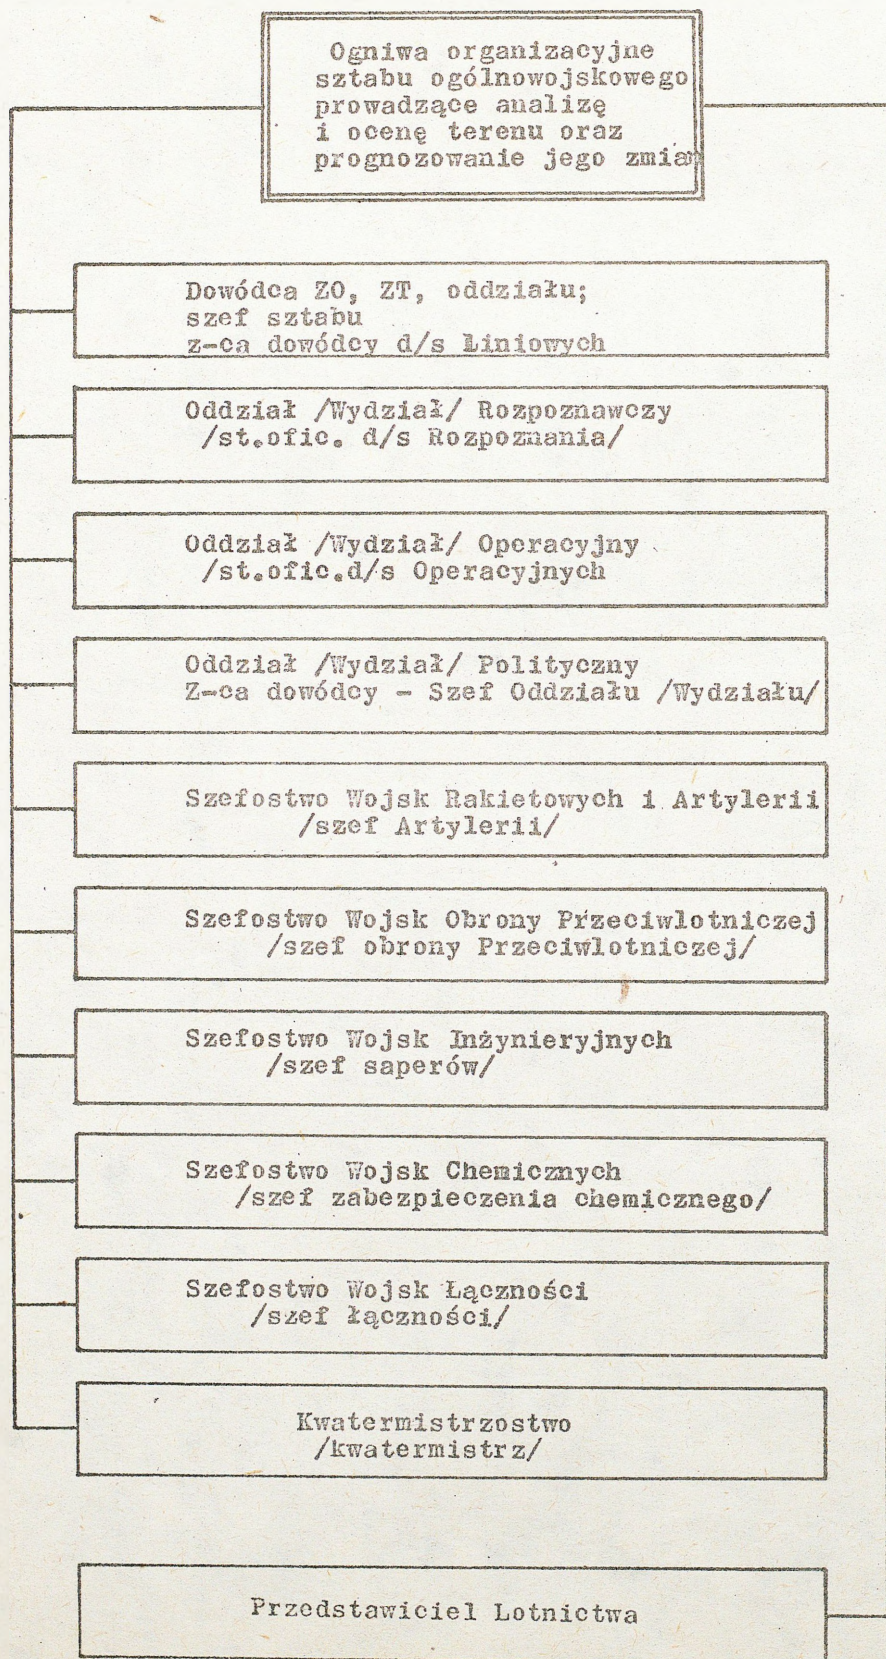 Ogniwa organizacyjne
sztabu ogólnowojskowego
prowadzące analizę
i ocenę terenu oraz
prognozowanie jego zmian
Dowódca ZO, ZT, oddziału;
szef sztabu
z-ca dowódcy d/s Liniowych
Oddział /Wydział/ Rozpoznawczy
/st.ofic. d/s Rozpoznania/
Oddział /Wydział/ Operacyjny
/st.ofic.d/s Operacyjnych
Oddział /Wydział/ Polityczny
Z-ca dowódcy - Szef Oddziału /Wydziału/
Szefostwo Wojsk Rakietowych i Artylerii
/szef Artylerii/
Szefostwo Wojsk Obrony Przeciwlotniczej
/szef obrony Przeciwlotniczej/
Szefostwo Wojsk Inżynieryjnych
/szef saperów/
Szefostwo Wojsk Chemicznych
/szef zabezpieczenia chemicznego/
Szefostwo Wojsk Łączności
/szef łączności/
Kwatermistrzostwo
/kwatermistrz/
Przedstawiciel Lotnictwa